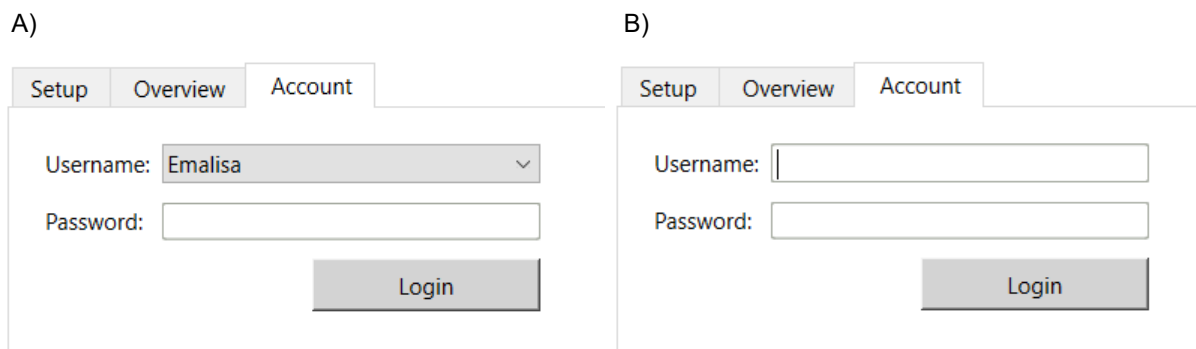 A)
Setup Overview Account
Username: Emalisa
Password:
Login
B)
Setup Overview Account
Username:
Password:
Login